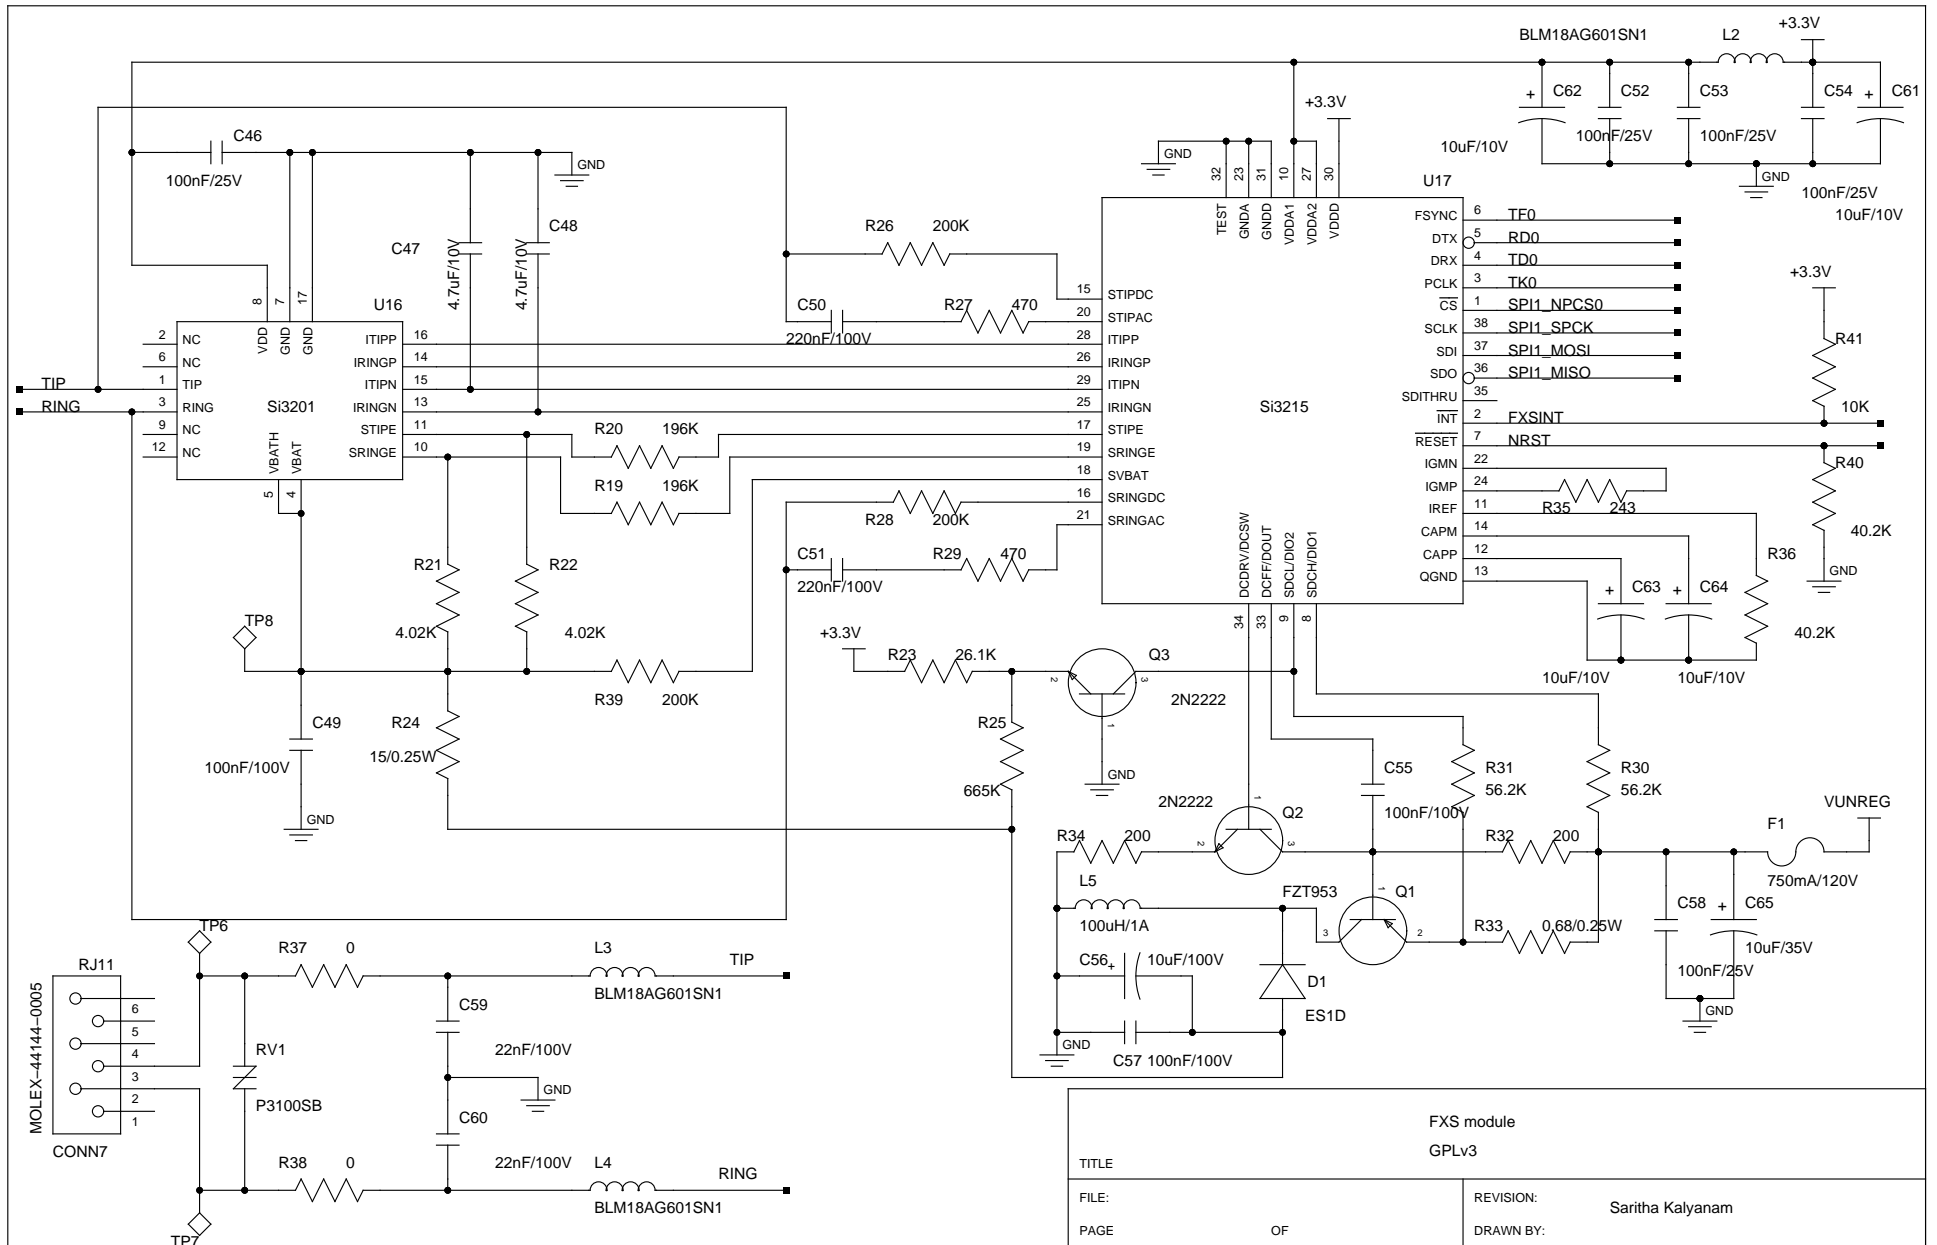 BLM18AG601SN1
L2
+3.3V
C62
C52
C53
C54
C61
+
+
10uF/10V
100nF/25V
100nF/25V
100nF/25V
10uF/10V
GND
C46
100nF/25V
GND
C47
4.7uF/10V
C48
4.7uF/10V
+3.3V
GND
32
23
31
10
27
30
TEST
GNDA
GNDD
VDDA1
VDDA2
VDDD
U17
R26 200K
C50
220nF/100V
R27 470
8
7
17
U16
VDD
GND
GND
2 NC
6 NC
TIP 1 TIP
RING 3 RING
9 NC
12 NC
Si3201
ITIPP 16
IRINGP 14
ITIPN 15
IRINGN 13
STIPE 11
SRINGE 10
VBATH
VBAT
5
4
15 STIPDC
20 STIPAC
28 ITIPP
26 IRINGP
29 ITIPN
25 IRINGN
17 STIPE
19 SRINGE
18 SVBAT
16 SRINGDC
21 SRINGAC
Si3215
FSYNC 6 TF0
DTX 5 RD0
DRX 4 TD0
PCLK 3 TK0
CS 1 SPI1_NPCS0
SCLK 38 SPI1_SPCK
SDI 37 SPI1_MOSI
SDO 36 SPI1_MISO
SDITHRU 35
INT 2 FXSINT
RESET 7 NRST
IGMN 22
IGMP 24
IREF 11
CAPM 14
CAPP 12
QGND 13
DCDRV/DCSW
DCFF/DOUT
SDCL/DIO2
SDCH/DIO1
34
33
9
8
+3.3V
R41
10K
R40
40.2K
GND
R35 243
R36
40.2K
+
C63
10uF/10V
+
C64
10uF/10V
R20 196K
R19 196K
R28 200K
C51
220nF/100V
R29 470
R21
4.02K
R22
4.02K
TP8
R39 200K
C49
100nF/100V
GND
R24
15/0.25W
+3.3V
R23 26.1K
R25
665K
2
3
1
Q3
2N2222
GND
2N2222
1
2
3
Q2
C55
100nF/100V
R31
56.2K
R30
56.2K
R34 200
R32 200
VUNREG
F1
750mA/120V
L5
100uH/1A
FZT953
1
3
2
Q1
R33 0.68/0.25W
C58
100nF/25V
+
C65
10uF/35V
GND
C56
+
10uF/100V
C57 100nF/100V
GND
D1
ES1D
TP6
R37 0
L3
BLM18AG601SN1
TIP
RJ11
MOLEX-44144-0005
6
5
4
3
2
1
CONN7
RV1
P3100SB
C59
22nF/100V
GND
C60
22nF/100V
R38 0
L4
BLM18AG601SN1
RING
TP7
FXS module
GPLv3
TITLE
FILE:
REVISION:
Saritha Kalyanam
PAGE OF
DRAWN BY: